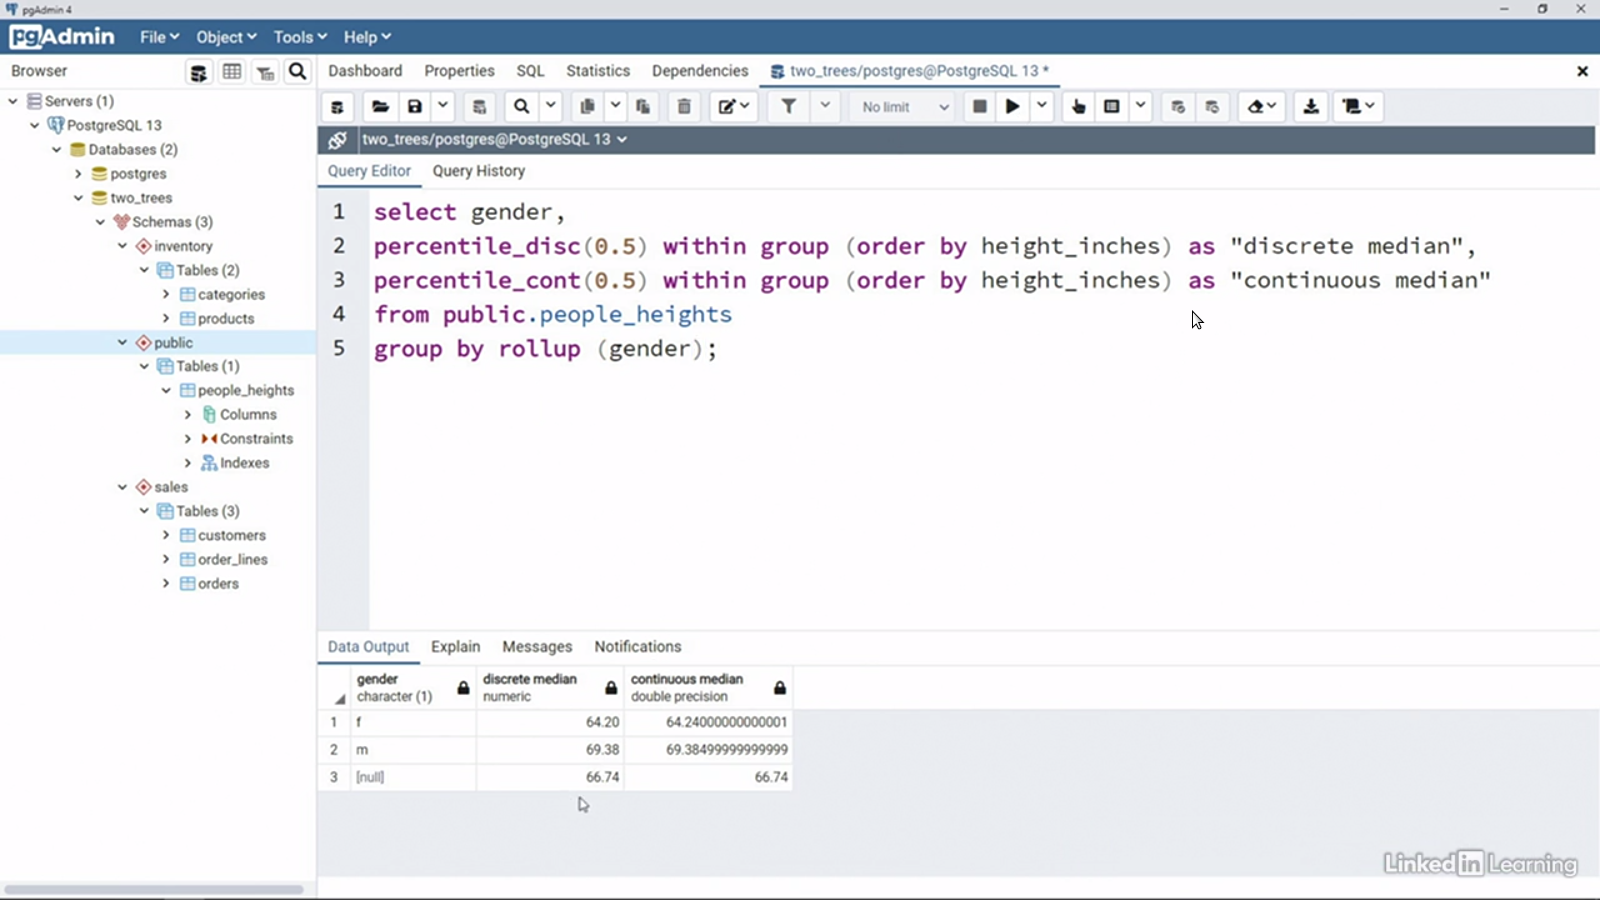 pgAdmin 4
pgAdmin File Object Tools Help
Browser
Dashboard Properties SQL Statistics Dependencies two_trees/postgres@PostgreSQL 13 *
No limit
two_trees/postgres@PostgreSQL 13
Query Editor Query History
Servers (1)
PostgreSQL 13
Databases (2)
postgres
two_trees
Schemas (3)
inventory
Tables (2)
categories
products
public
Tables (1)
people_heights
Columns
Constraints
Indexes
sales
Tables (3)
customers
order_lines
orders
1 select gender,
2 percentile_disc(0.5) within group (order by height_inches) as "discrete median",
3 percentile_cont(0.5) within group (order by height_inches) as "continuous median"
4 from public.people_heights
5 group by rollup (gender);
Data Output Explain Messages Notifications
gender discrete median continuous median
character (1) numeric double precision
1 f 64.20 64.24000000000001
2 m 69.38 69.38499999999999
3 [null] 66.74 66.74
Linked in Learning